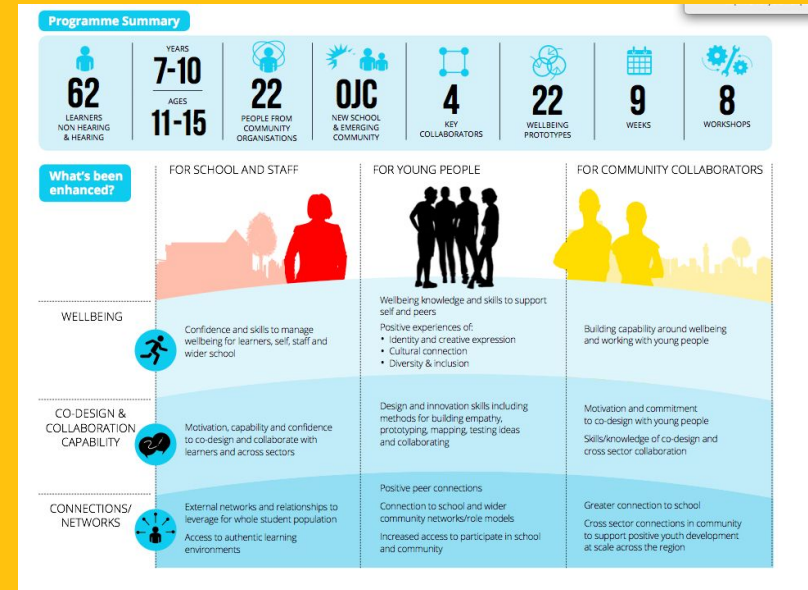 Programme Summary
62
LEARNERS
NON HEARING
& HEARING
YEARS
7-10
AGES
11-15
22
PEOPLE FROM
COMMUNITY
ORGANISATIONS
OJC
NEW SCHOOL
& EMERGING
COMMUNITY
4
KEY
COLLABORATORS
22
WELLBEING
PROTOTYPES
9
WEEKS
8
WORKSHOPS
What's been
enhanced?
FOR SCHOOL AND STAFF
FOR YOUNG PEOPLE
FOR COMMUNITY COLLABORATORS
WELLBEING
Confidence and skills to manage
wellbeing for learners, self, staff and
wider school
Wellbeing knowledge and skills to support
self and peers
Positive experiences of:
• Identity and creative expression
• Cultural connection
• Diversity & inclusion
Building capability around wellbeing
and working with young people
CO-DESIGN &
COLLABORATION
CAPABILITY
Motivation, capability and confidence
to co-design and collaborate with
learners and across sectors
Design and innovation skills including
methods for building empathy,
prototyping, mapping, testing ideas
and collaborating
Motivation and commitment
to co-design with young people
Skills/knowledge of co-design and
cross sector collaboration
CONNECTIONS/
NETWORKS
External networks and relationships to
leverage for whole student population
Access to authentic learning
environments
Positive peer connections
Connection to school and wider
community networks/role models
Increased access to participate in school
and community
Greater connection to school
Cross sector connections in community
to support positive youth development
at scale across the region